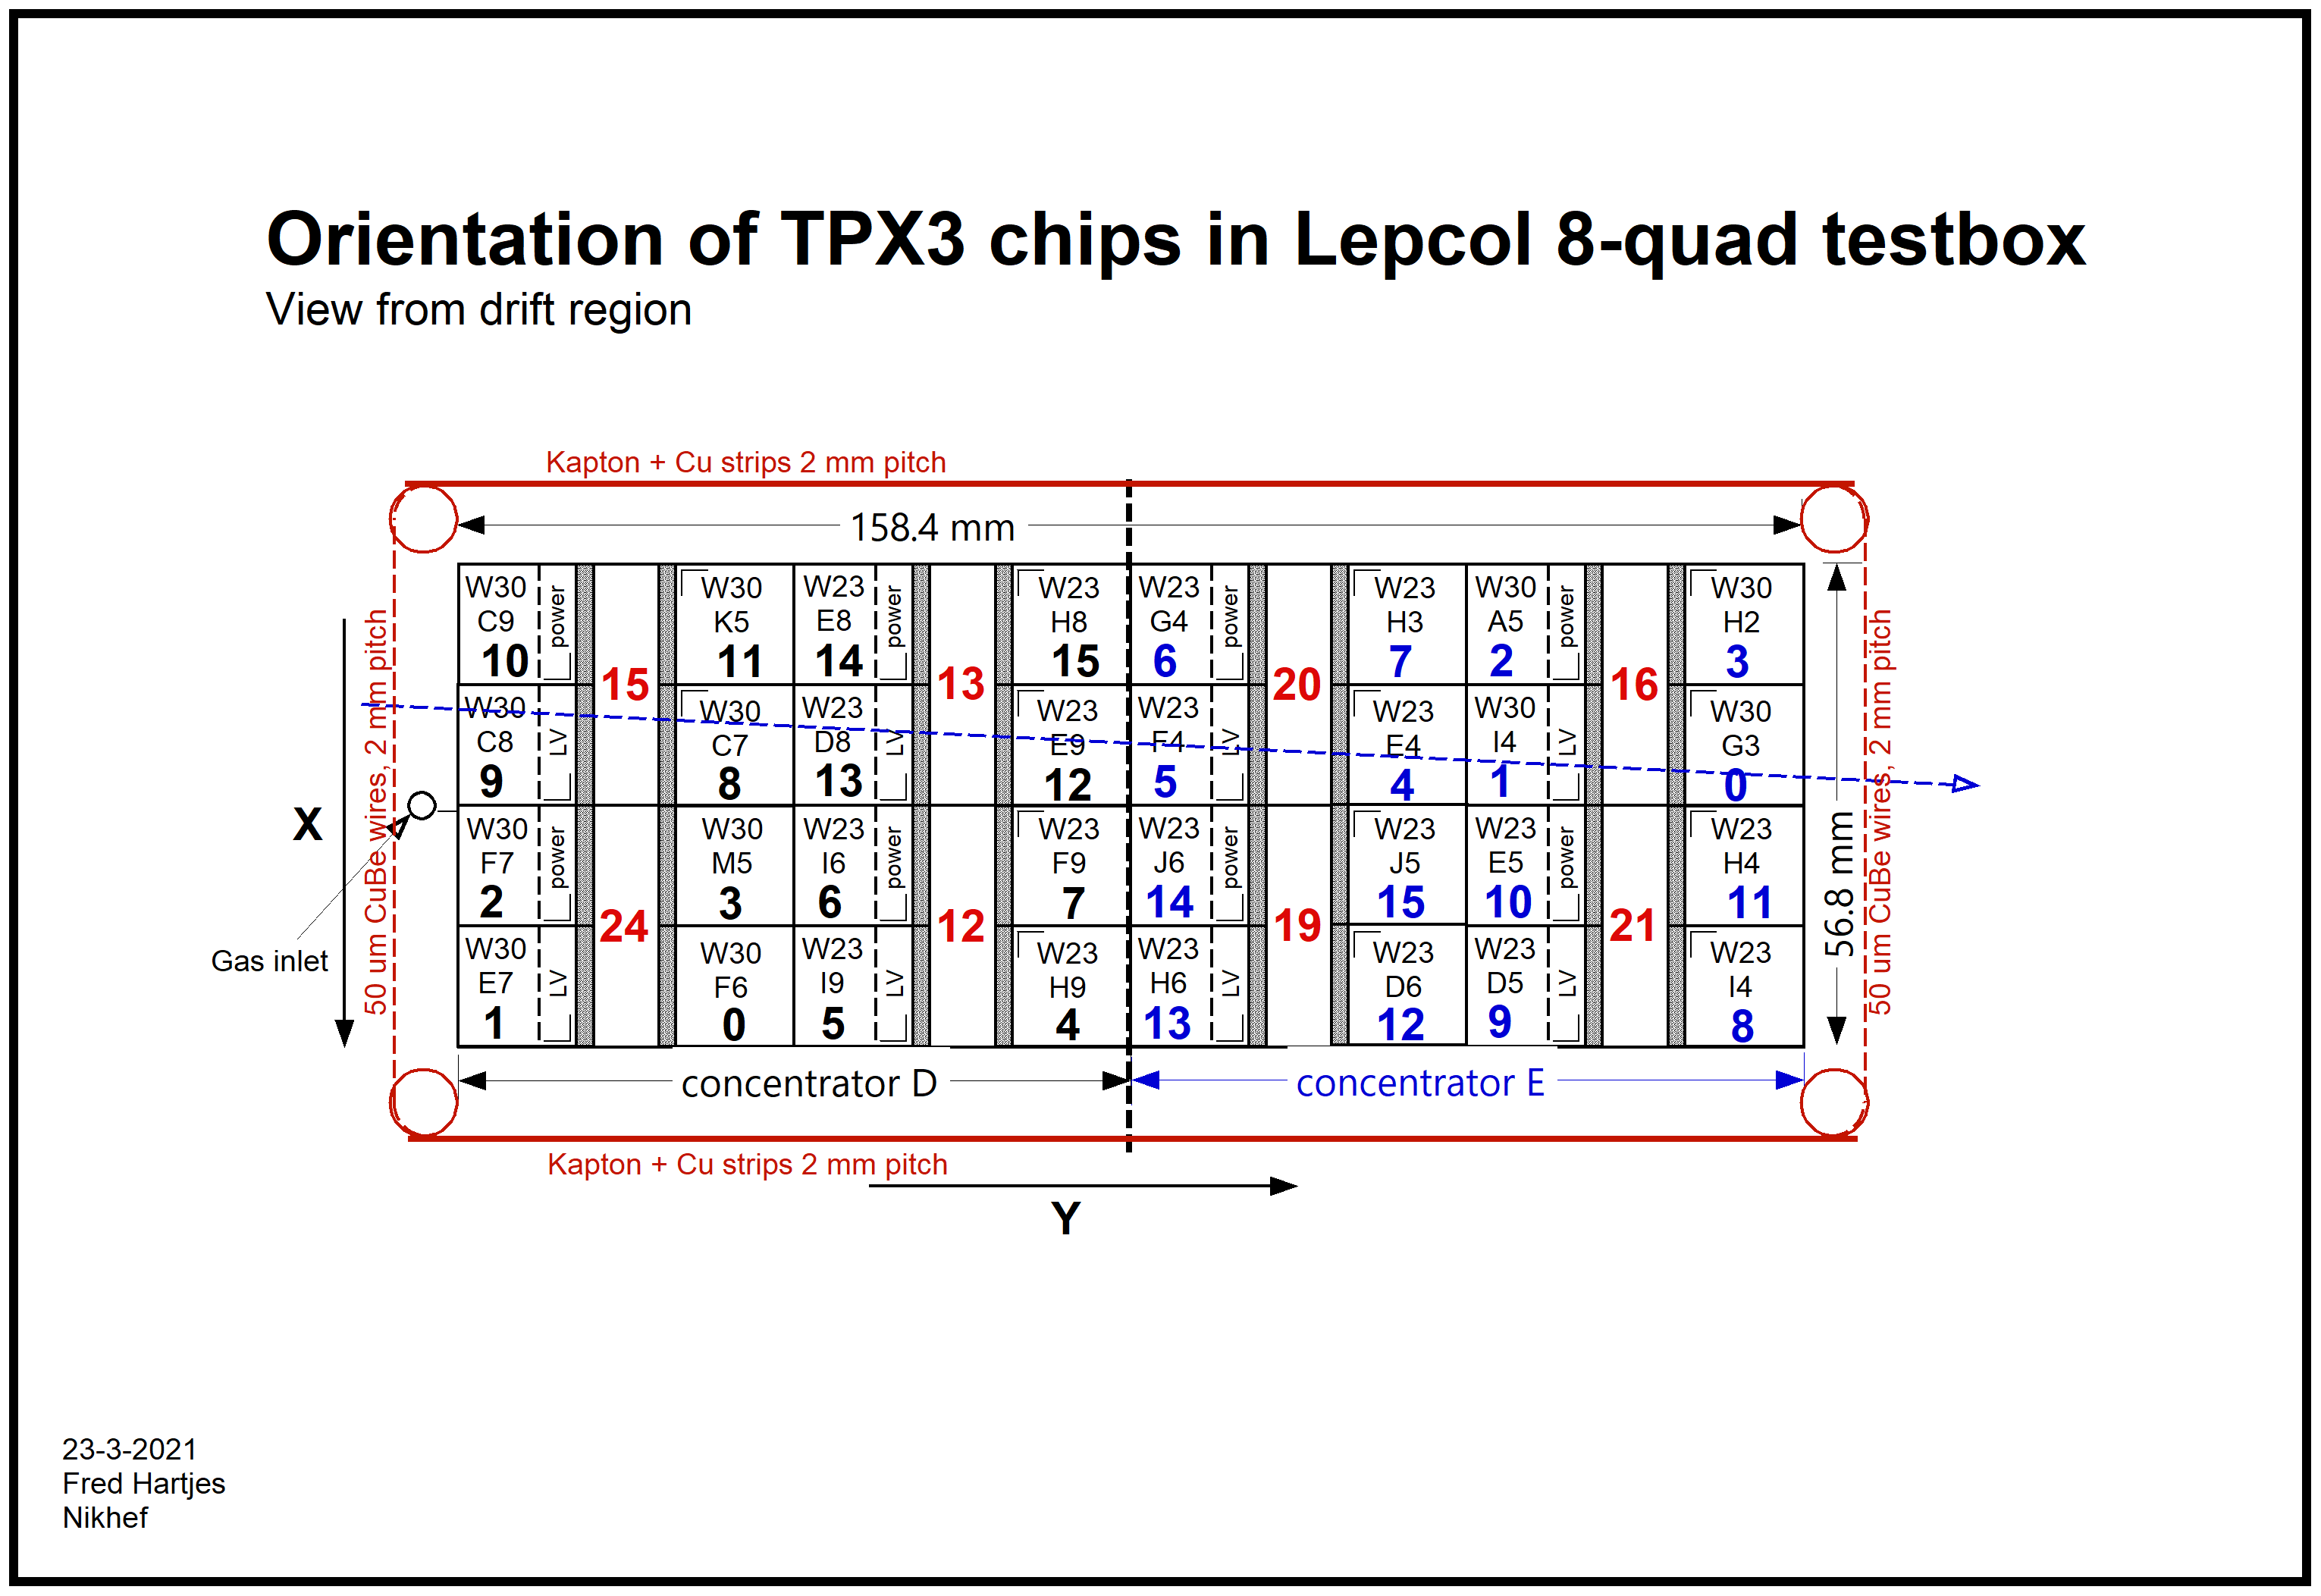 Orientation of TPX3 chips in Lepcol 8-quad testbox
View from drift region
Kapton + Cu strips 2 mm pitch
158.4 mm
W30 power W30 W23 power W23 W23 power W23 W30 power W30
C9 K5 E8 H8 G4 H3 A5 H2
10 11 14 15 6 7 2 3
15 13 20 16
W30 W30 W23 W23 W23 W23 W30 W30
C8 LV C7 D8 LV E9 F4 LV E4 I4 LV G3
9 8 13 12 5 4 1 0
W30 power W30 W23 power W23 W23 power W23 W23 power W23
F7 M5 I6 F9 J6 J5 E5 H4
2 3 6 7 14 15 10 11
24 12 19 21
W30 W30 W23 W23 W23 W23 W23 W23
E7 LV F6 I9 LV H9 H6 LV D6 D5 LV I4
1 0 5 4 13 12 9 8
50 um CuBe wires, 2 mm pitch
X
Gas inlet
56.8 mm
50 um CuBe wires, 2 mm pitch
concentrator D
concentrator E
Kapton + Cu strips 2 mm pitch
Y
23-3-2021
Fred Hartjes
Nikhef